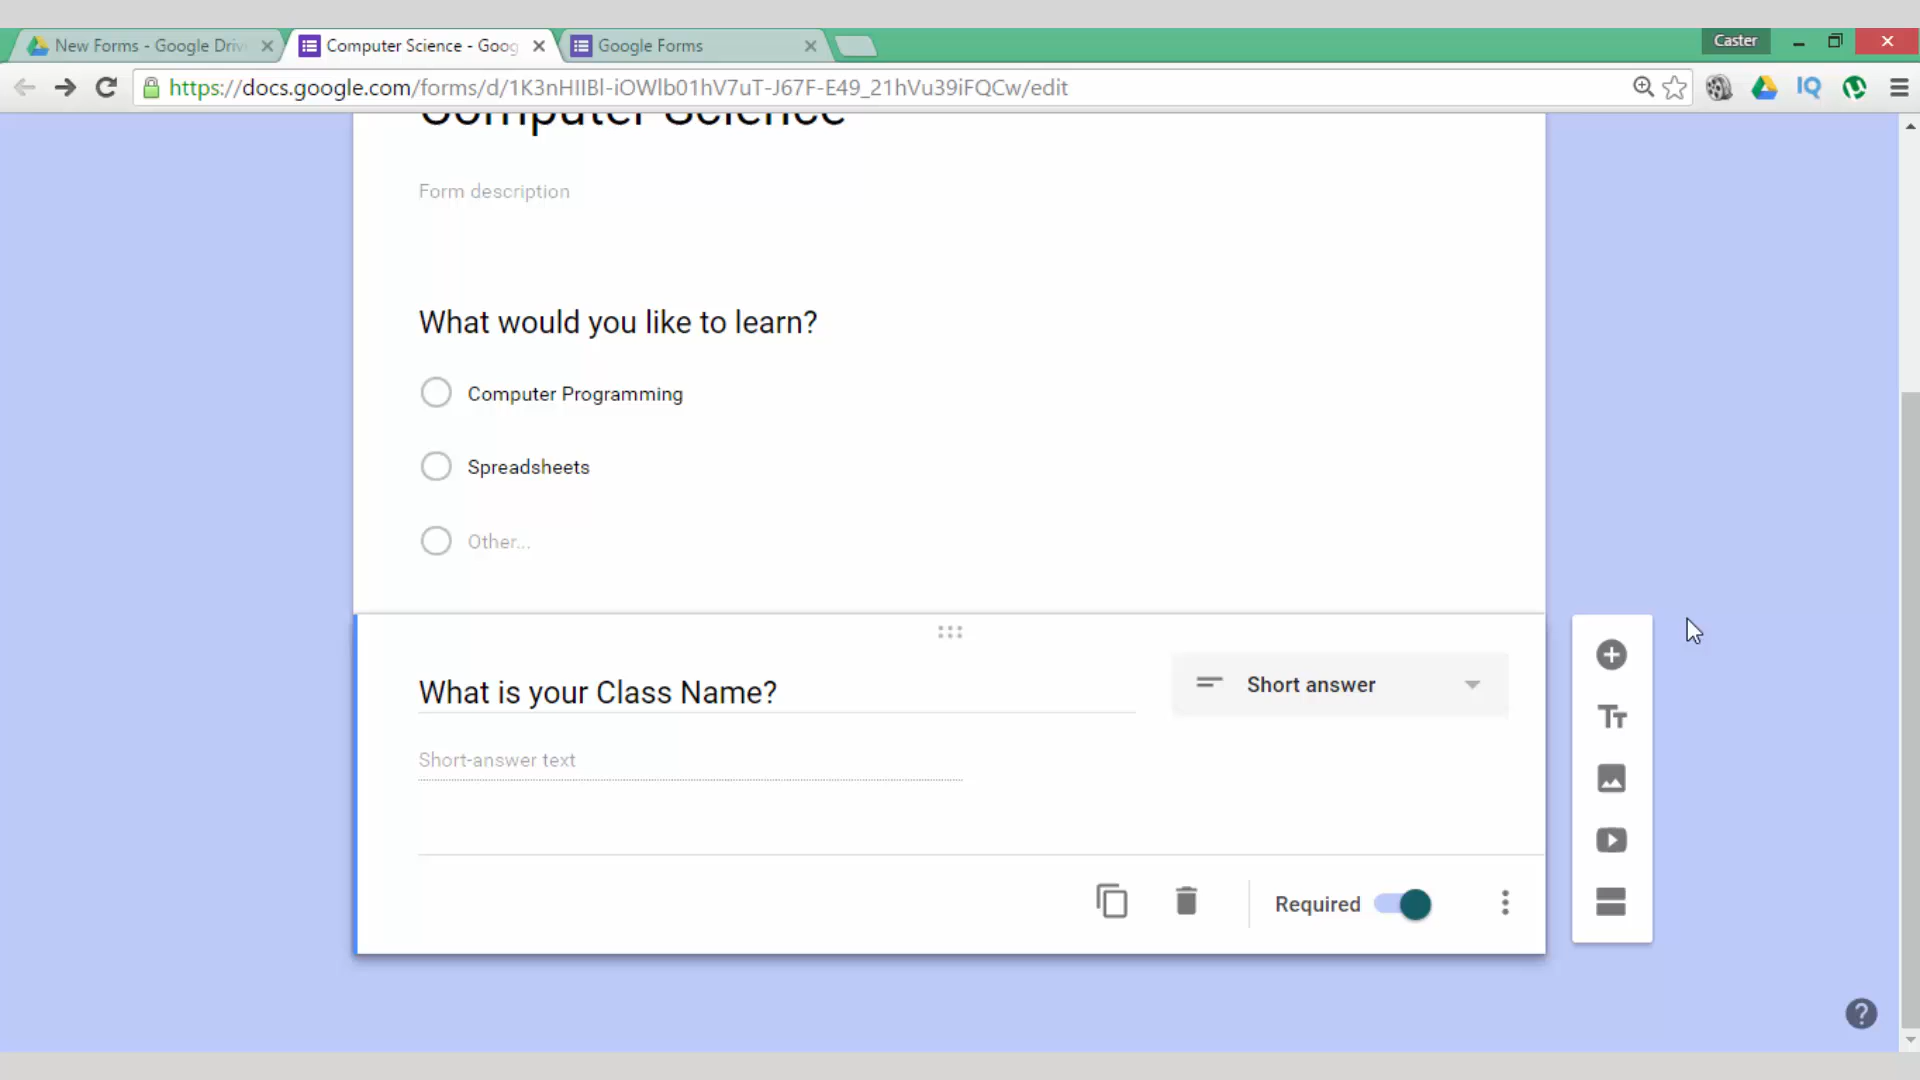 New Forms - Google Driv
Computer Science - Goog
Google Forms
Caster
https://docs.google.com/forms/d/1K3nHIIBl-iOWlb01hV7uT-J67F-E49_21hVu39iFQCw/edit
IQ
Computer Science
Form description
What would you like to learn?
Computer Programming
Spreadsheets
Other...
What is your Class Name?
Short answer
Short-answer text
Required